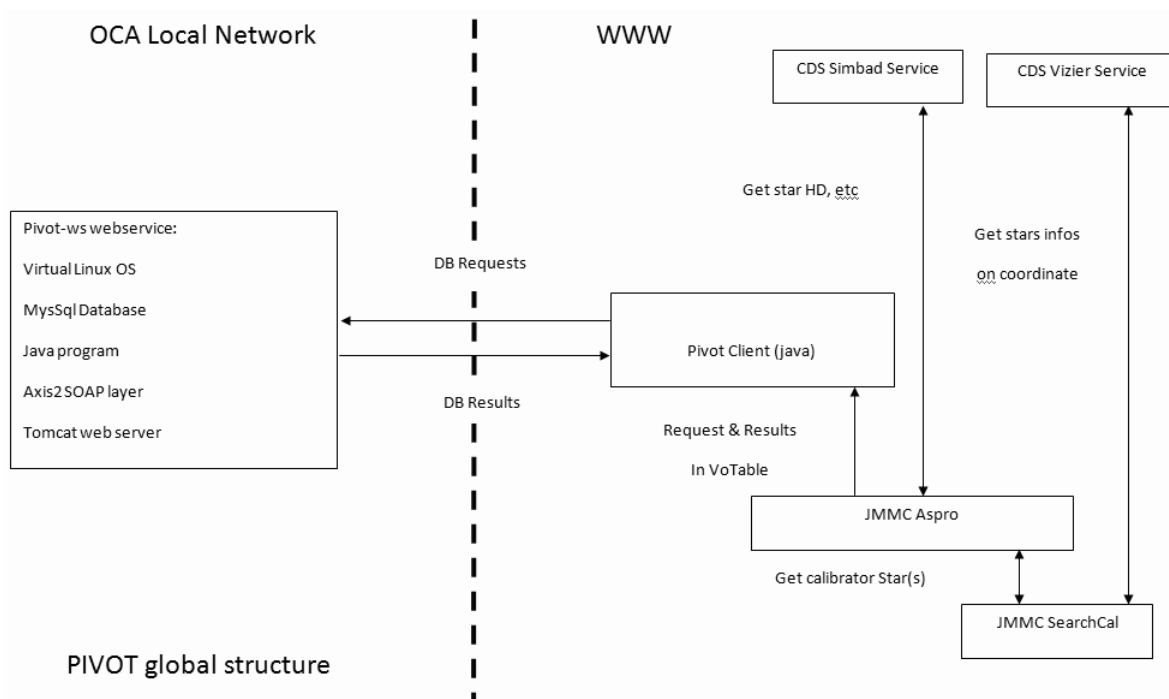 OCA Local Network
WWW
CDS Simbad Service
CDS Vizier Service
Get star HD, etc
Get stars infos
on coordinate
Pivot-ws webservice:
Virtual Linux OS
MysSql Database
Java program
Axis2 SOAP layer
Tomcat web server
DB Requests
Pivot Client (java)
DB Results
Request & Results
In VoTable
JMMC Aspro
Get calibrator Star(s)
JMMC SearchCal
PIVOT global structure